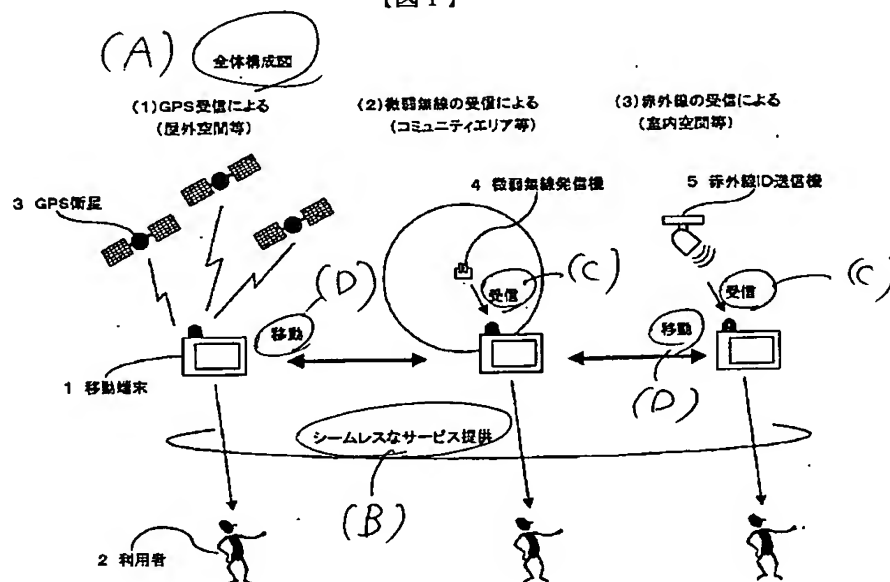 【図1】
(A) 全体構成図
(1)GPS受信による
(屋外空間等)
(2)微弱無線の受信による
(コミュニティエリア等)
(3)赤外線の受信による
(室内空間等)
3 GPS衛星
4 微弱無線発信機
5 赤外線ID送信機
(D)
受信
(C)
受信
(C)
移動
移動
(D)
1 移動端末
シームレスなサービス提供
(B)
2 利用者